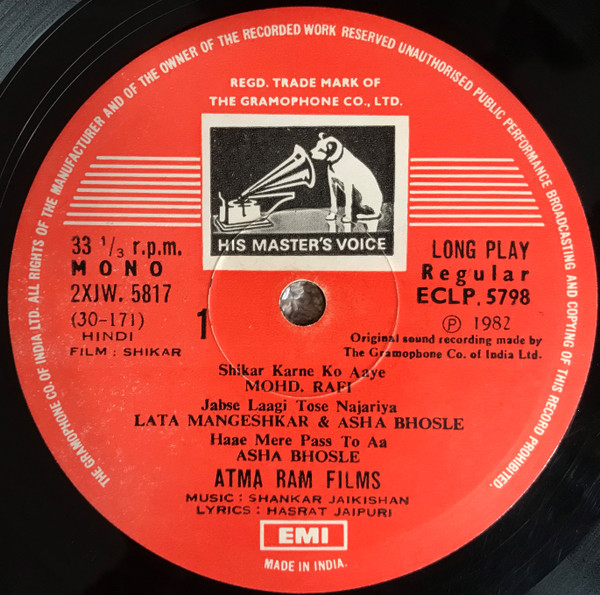 THE GRAMOPHONE CO. OF INDIA LTD. ALL RIGHTS OF THE MANUFACTURER AND OF THE OWNER OF THE RECORDED WORK RESERVED UNAUTHORISED PUBLIC PERFORMANCE BROADCASTING AND COPYING OF THIS RECORD PROHIBITED.
REGD. TRADE MARK OF
THE GRAMOPHONE CO., LTD.
HIS MASTER'S VOICE
33 1/3 r.p.m.
MONO
2XJW. 5817
(30-171)
HINDI
FILM : SHIKAR
1
LONG PLAY
Regular
ECLP. 5798
Ⓟ 1982
Original sound recording made by
The Gramophone Co. of India Ltd.
Shikar Karne Ko Aaye
MOHD. RAFI
Jabse Laagi Tose Najariya
LATA MANGESHKAR & ASHA BHOSLE
Haae Mere Pass To Aa
ASHA BHOSLE
ATMA RAM FILMS
MUSIC : SHANKAR JAIKISHAN
LYRICS : HASRAT JAIPURI
EMI
MADE IN INDIA.